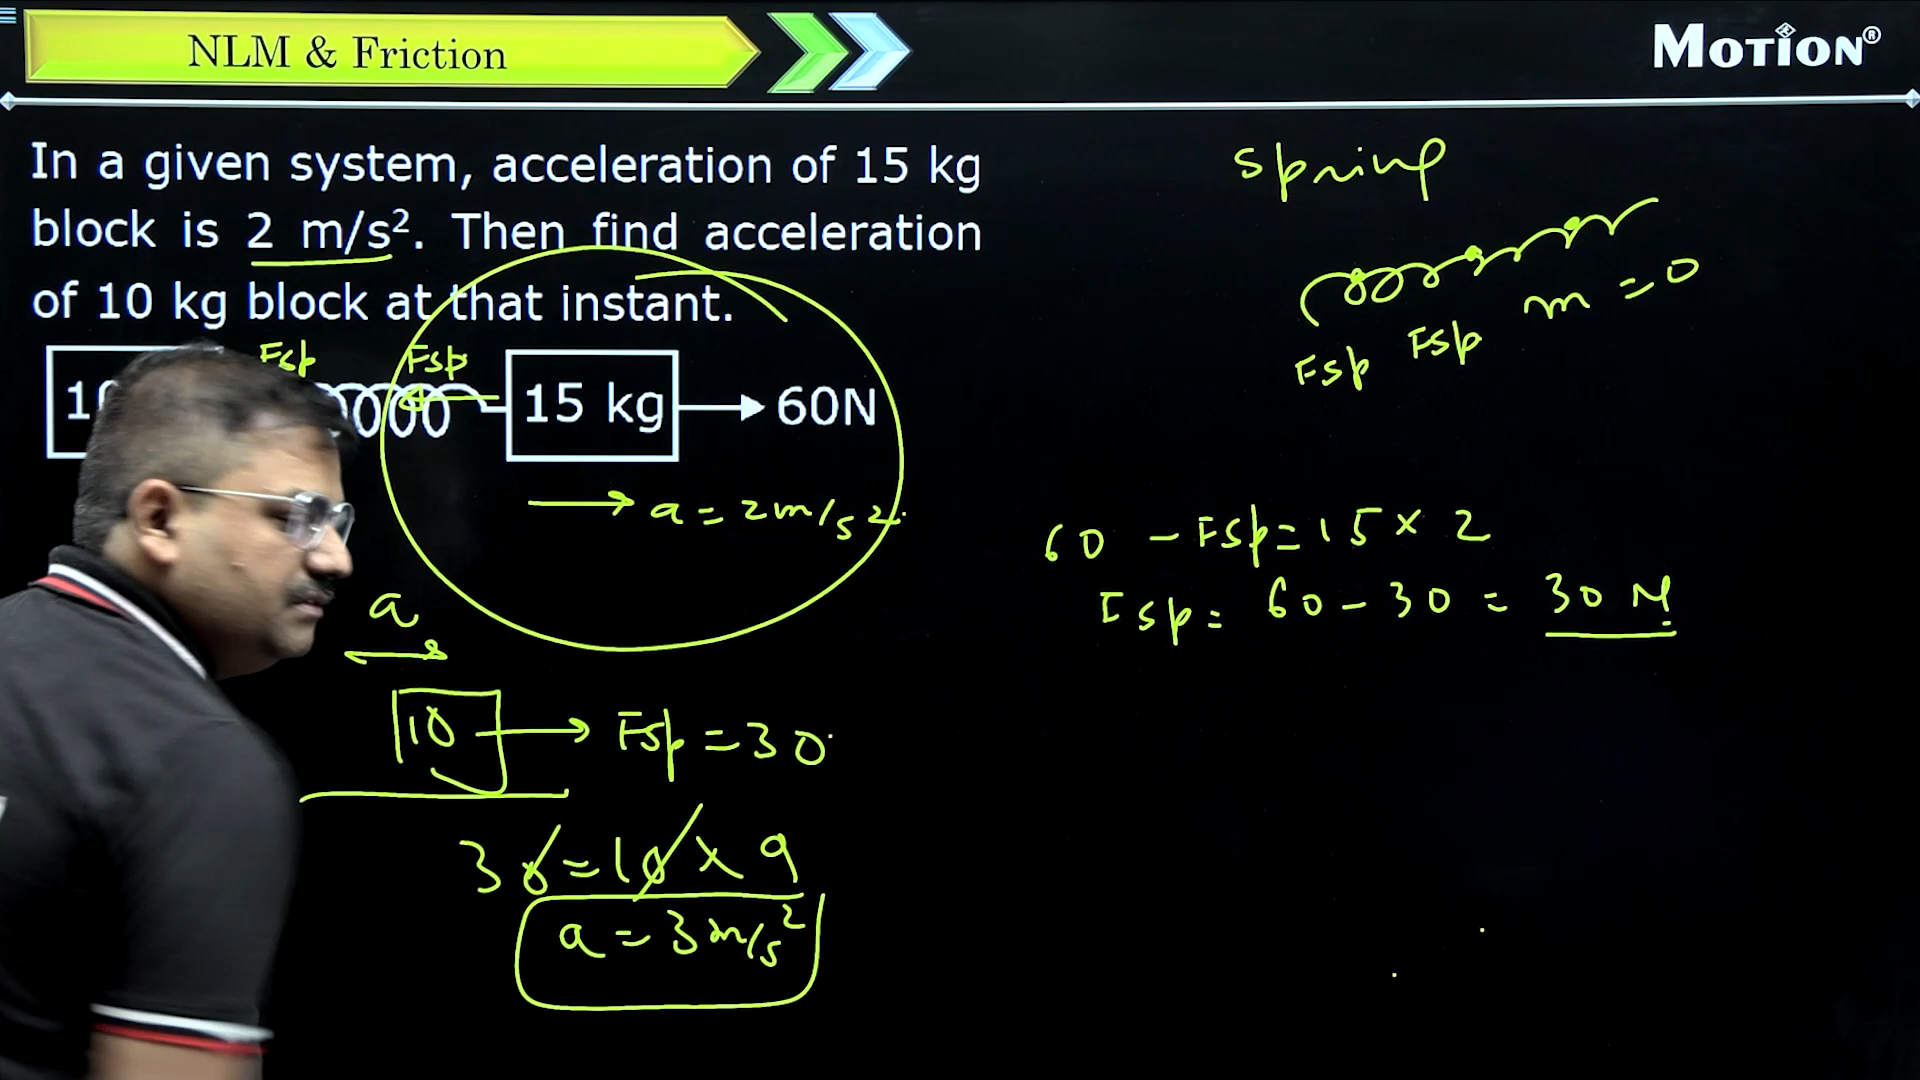 NLM & Friction
MOTION®
In a given system, acceleration of 15 kg
block is 2 m/s². Then find acceleration
of 10 kg block at that instant.
Fsp Fsp
15 kg 60N
a = 2 m/s²
a
10 Fsp = 30
30 = 10 x a
a = 3 m/s²
Spring
m = 0
Fsp Fsp
60 - Fsp = 15 x 2
Fsp = 60 - 30 = 30 N